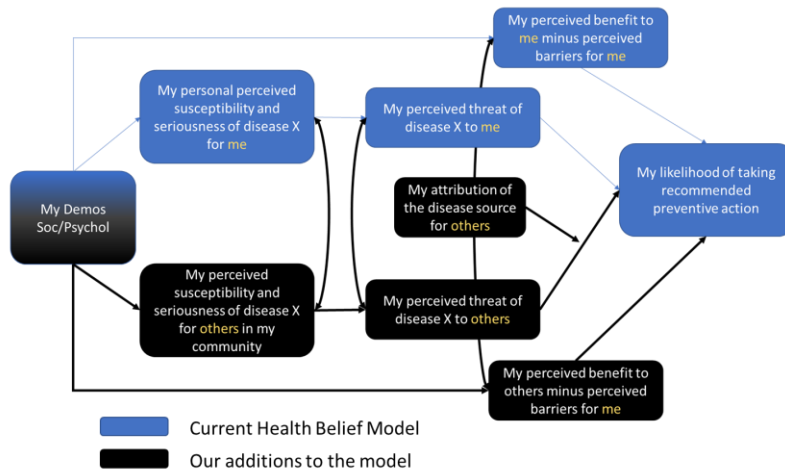 My perceived benefit to
me minus perceived
barriers for me
My personal perceived
susceptibility and
seriousness of disease X
for me
My perceived threat of
disease X to me
My likelihood of taking
recommended
preventive action
My attribution of
the disease source
for others
My Demos
Soc/Psychol
My perceived
susceptibility and
seriousness of disease X
for others in my
community
My perceived threat of
disease X to others
My perceived benefit to
others minus perceived
barriers for me
Current Health Belief Model
Our additions to the model